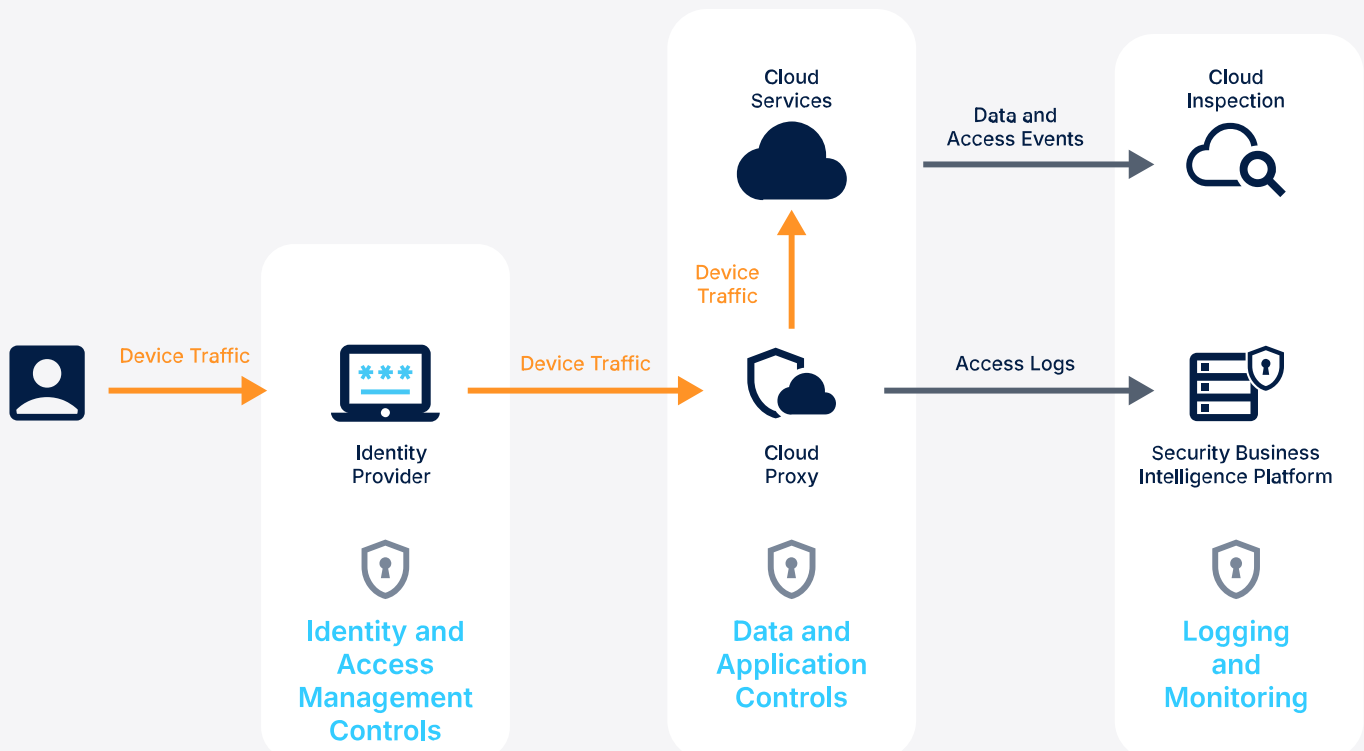 Cloud
Services
Cloud
Inspection
Data and
Access Events
Device
Traffic
Device Traffic
Device Traffic
Access Logs
***
Identity
Provider
Cloud
Proxy
Security Business
Intelligence Platform
Identity and
Access
Management
Controls
Data and
Application
Controls
Logging
and
Monitoring